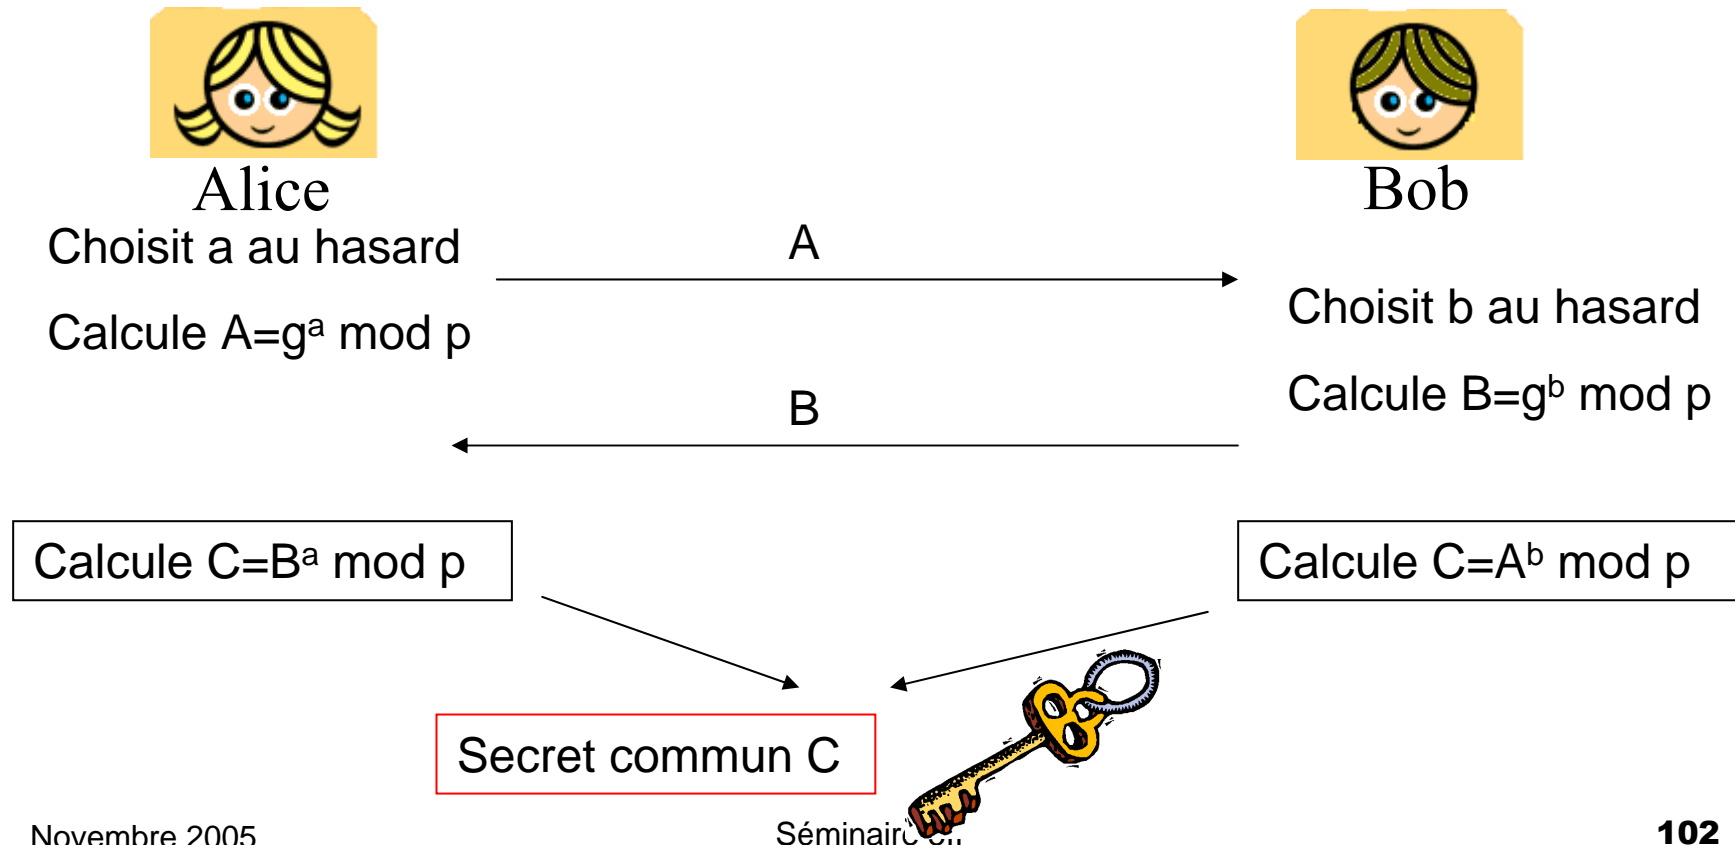 Alice
Bob
Choisit a au hasard
A
Choisit b au hasard
Calcule A=gᵃ mod p
Calcule B=gᵇ mod p
B
Calcule C=Bᵃ mod p
Calcule C=Aᵇ mod p
Secret commun C
Novembre 2005
102